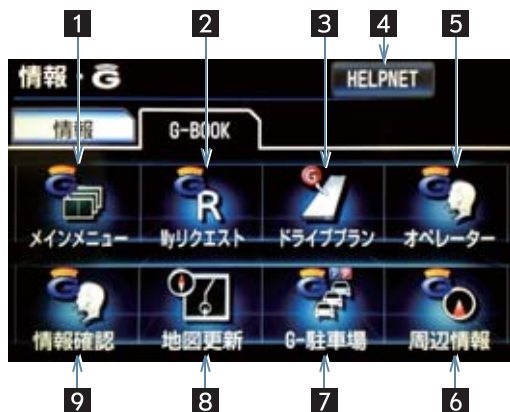 1 2 3 4 5
情報・G HELPNET
情報 G-BOOK
メインメニュー Myリクエスト ドライブプラン オペレーター
情報確認 地図更新 G-駐車場 周辺情報
9 8 7 6